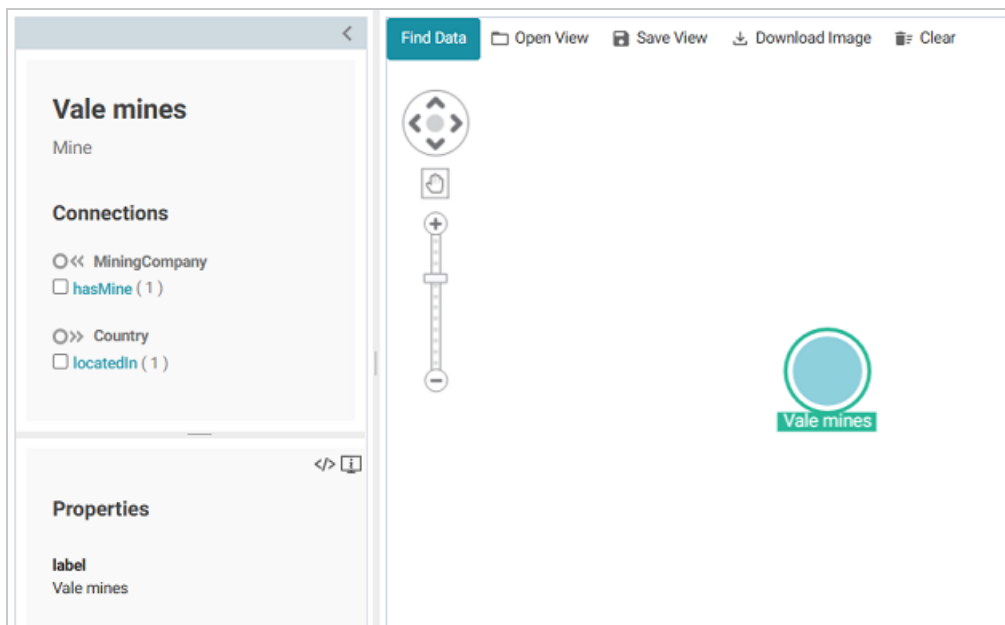 Find Data
Open View
Save View
Download Image
Clear
Vale mines
Mine
Connections
MiningCompany
hasMine ( 1 )
Country
locatedIn ( 1 )
Properties
label
Vale mines
Vale mines